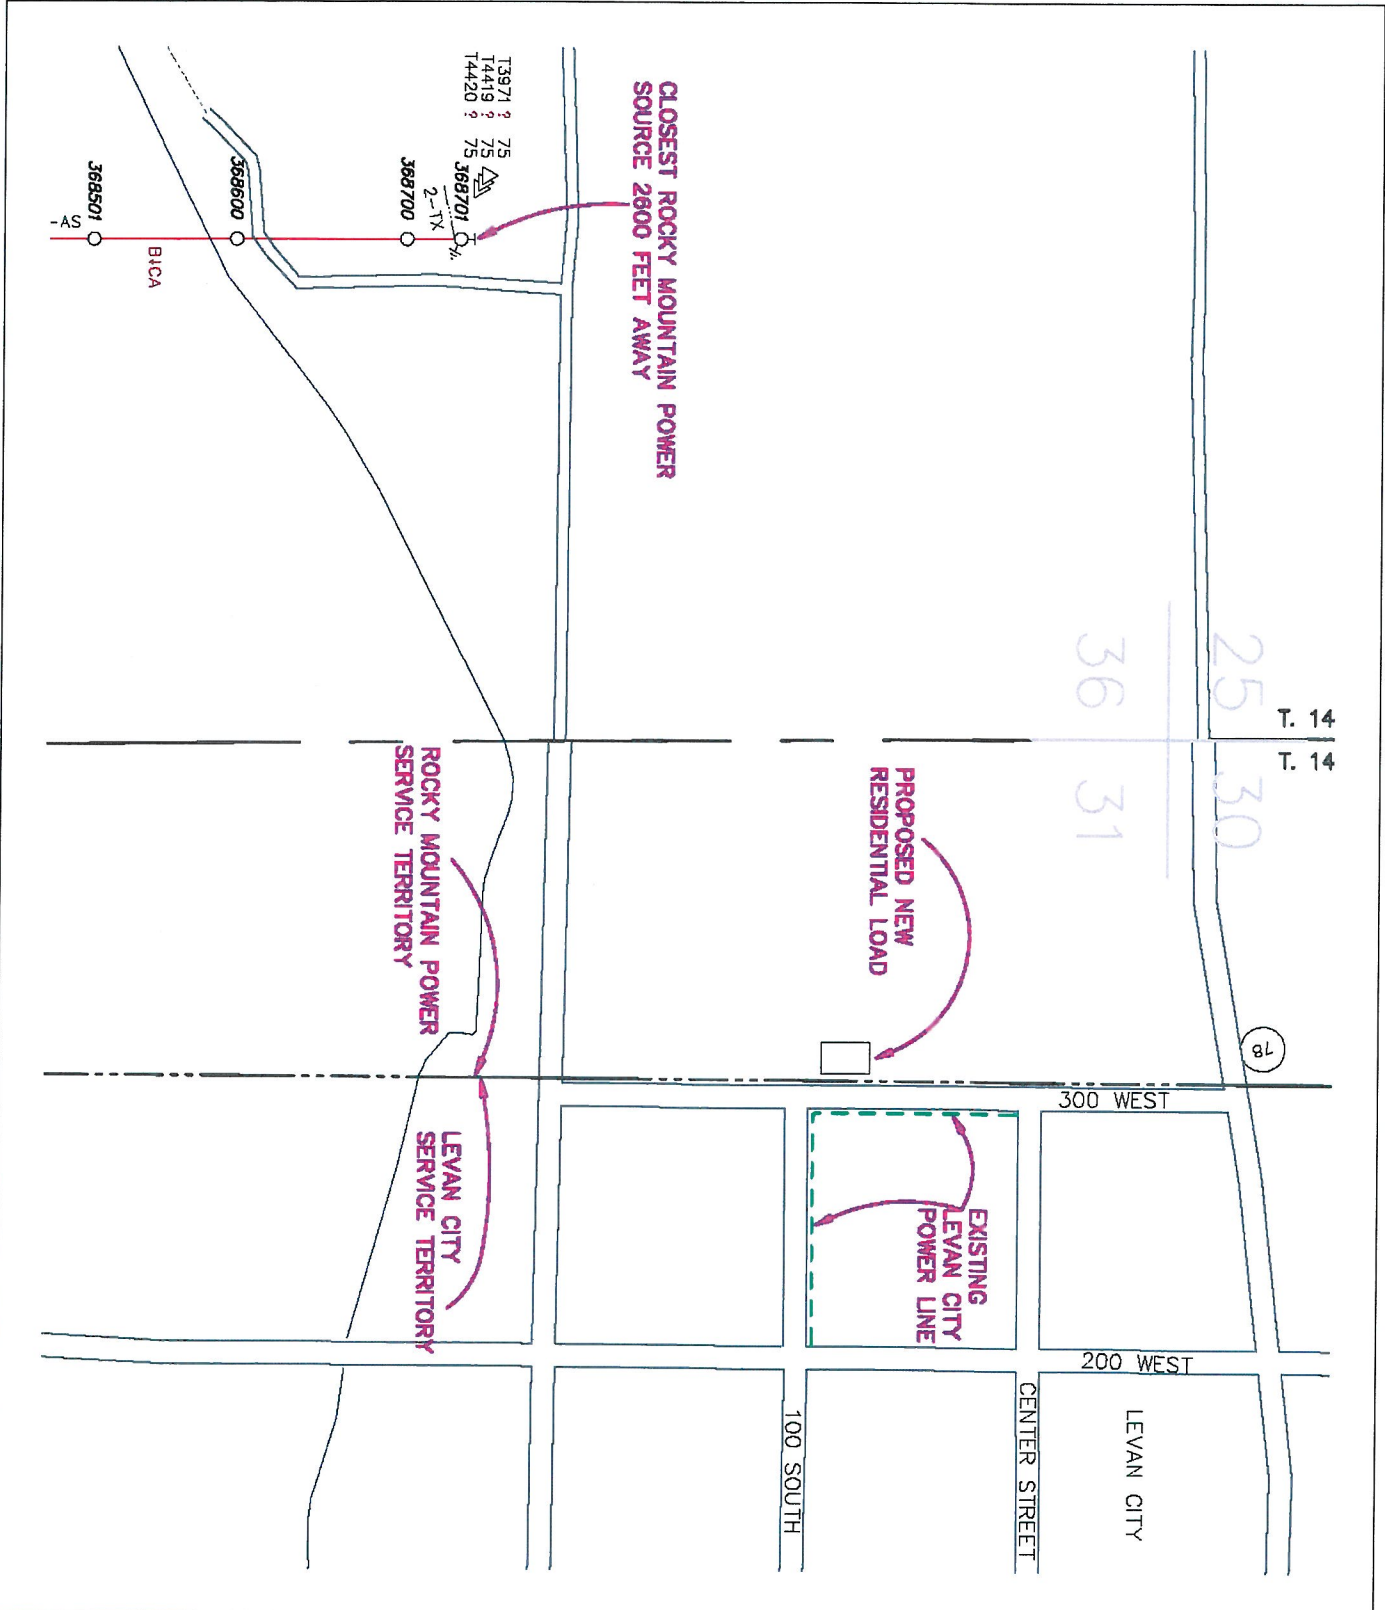 T3971 ? 75
T4419 ? 75
T4420 ? 75
368701
2-TX
368700
368600
368501
-AS
B+CA
CLOSEST ROCKY MOUNTAIN POWER
SOURCE 2600 FEET AWAY
25
30
36
31
T. 14
T. 14
PROPOSED NEW
RESIDENTIAL LOAD
ROCKY MOUNTAIN POWER
SERVICE TERRITORY
78
300 WEST
LEVAN CITY
SERVICE TERRITORY
EXISTING
LEVAN CITY
POWER LINE
200 WEST
LEVAN CITY
CENTER STREET
100 SOUTH